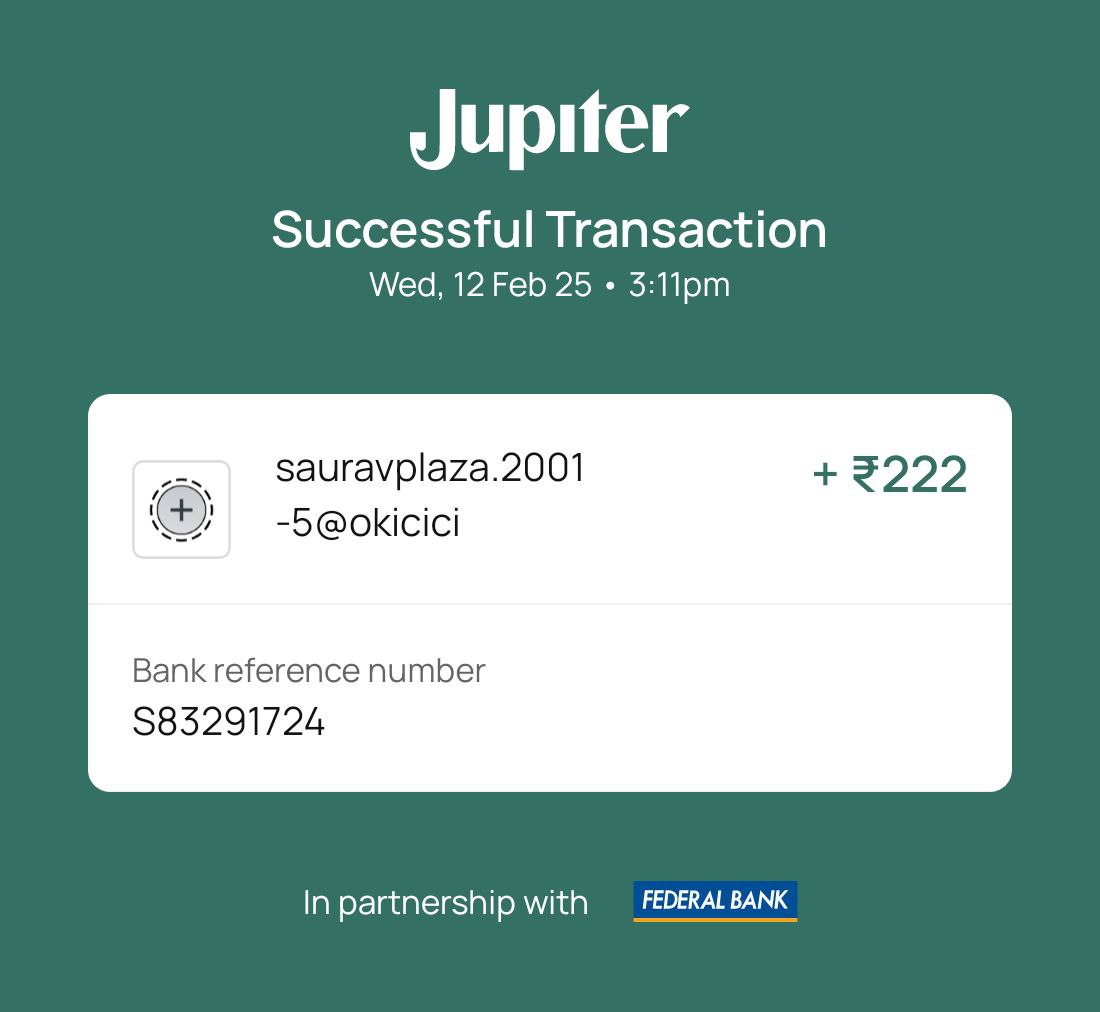 Jupiter
Successful Transaction
Wed, 12 Feb 25 • 3:11pm
sauravplaza.2001
-5@okicici
+ ₹222
Bank reference number
S83291724
In partnership with FEDERAL BANK